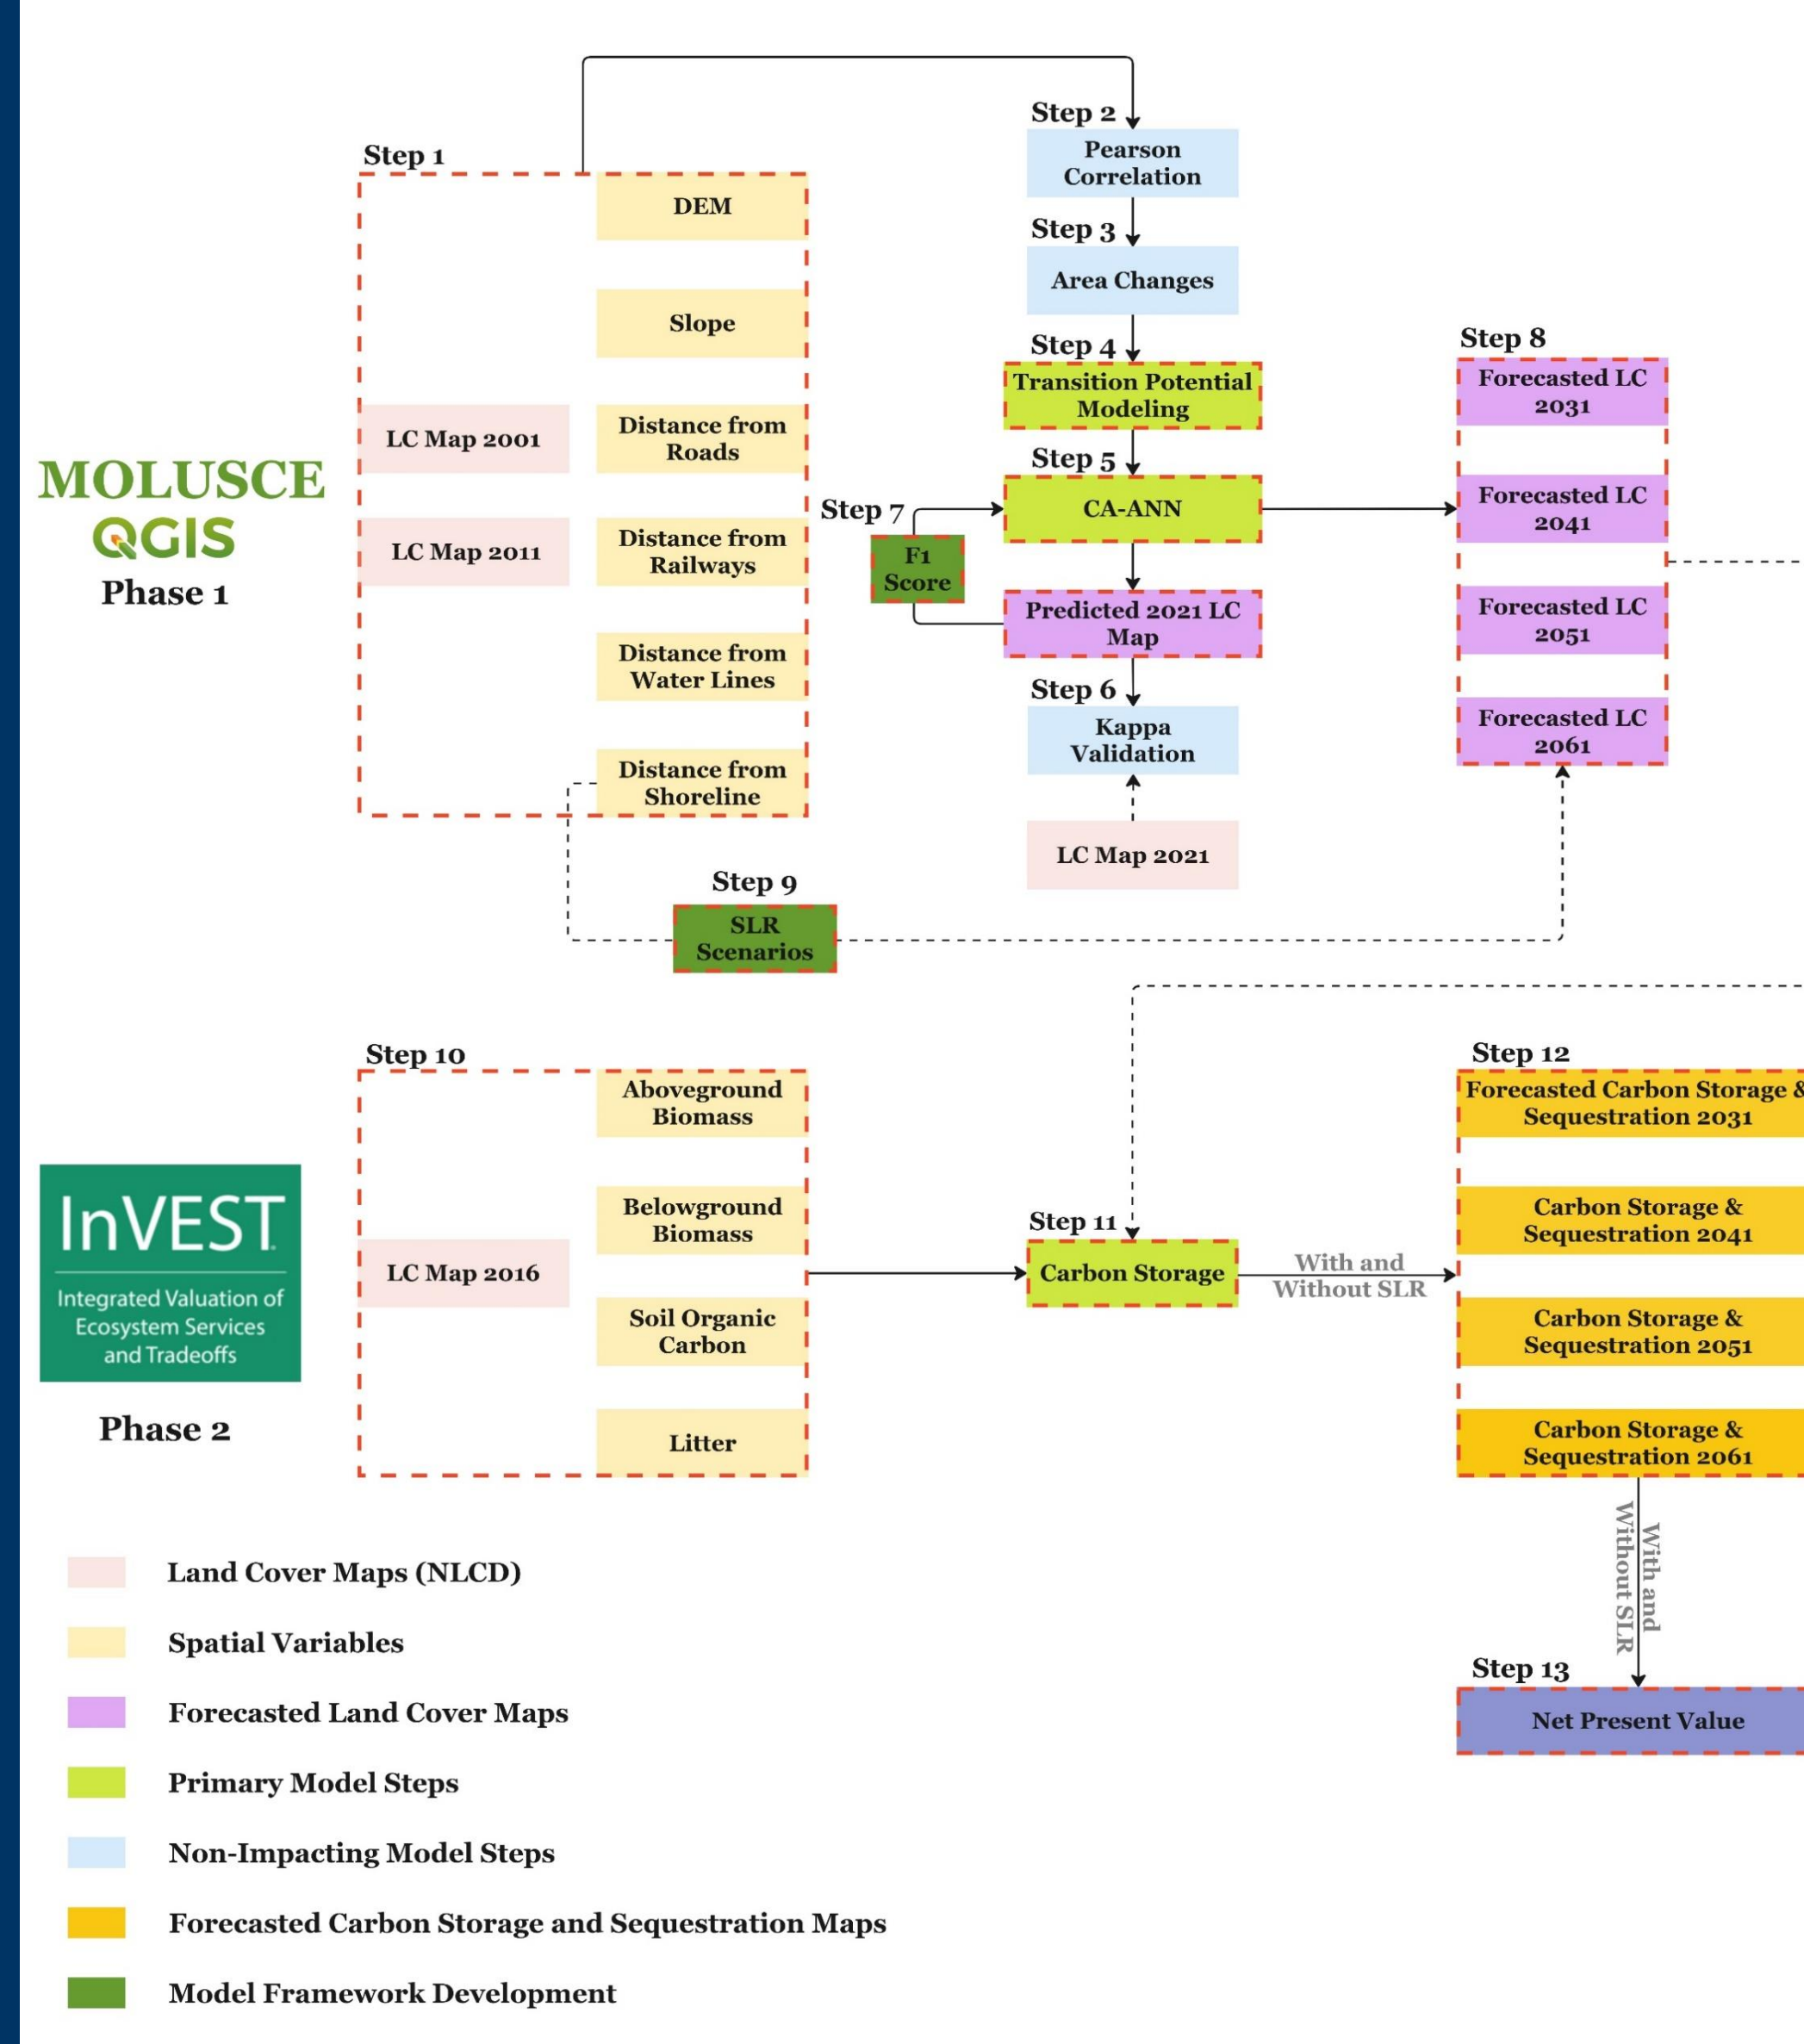 Step 1
DEM
Slope
LC Map 2001
Distance from
Roads
LC Map 2011
Distance from
Railways
Distance from
Water Lines
Distance from
Shoreline
MOLUSCE
QGIS
Phase 1
Step 2
Pearson
Correlation
Step 3
Area Changes
Step 4
Transition Potential
Modeling
Step 5
CA-ANN
Step 7
F1
Score
Predicted 2021 LC
Map
Step 6
Kappa
Validation
LC Map 2021
Step 8
Forecasted LC
2031
Forecasted LC
2041
Forecasted LC
2051
Forecasted LC
2061
Step 9
SLR
Scenarios
Step 10
Aboveground
Biomass
Belowground
Biomass
LC Map 2016
Soil Organic
Carbon
Litter
InVEST
Integrated Valuation of
Ecosystem Services
and Tradeoffs
Phase 2
Step 11
Carbon Storage
With and
Without SLR
Step 12
Forecasted Carbon Storage &
Sequestration 2031
Carbon Storage &
Sequestration 2041
Carbon Storage &
Sequestration 2051
Carbon Storage &
Sequestration 2061
With and
Without SLR
Step 13
Net Present Value
Land Cover Maps (NLCD)
Spatial Variables
Forecasted Land Cover Maps
Primary Model Steps
Non-Impacting Model Steps
Forecasted Carbon Storage and Sequestration Maps
Model Framework Development